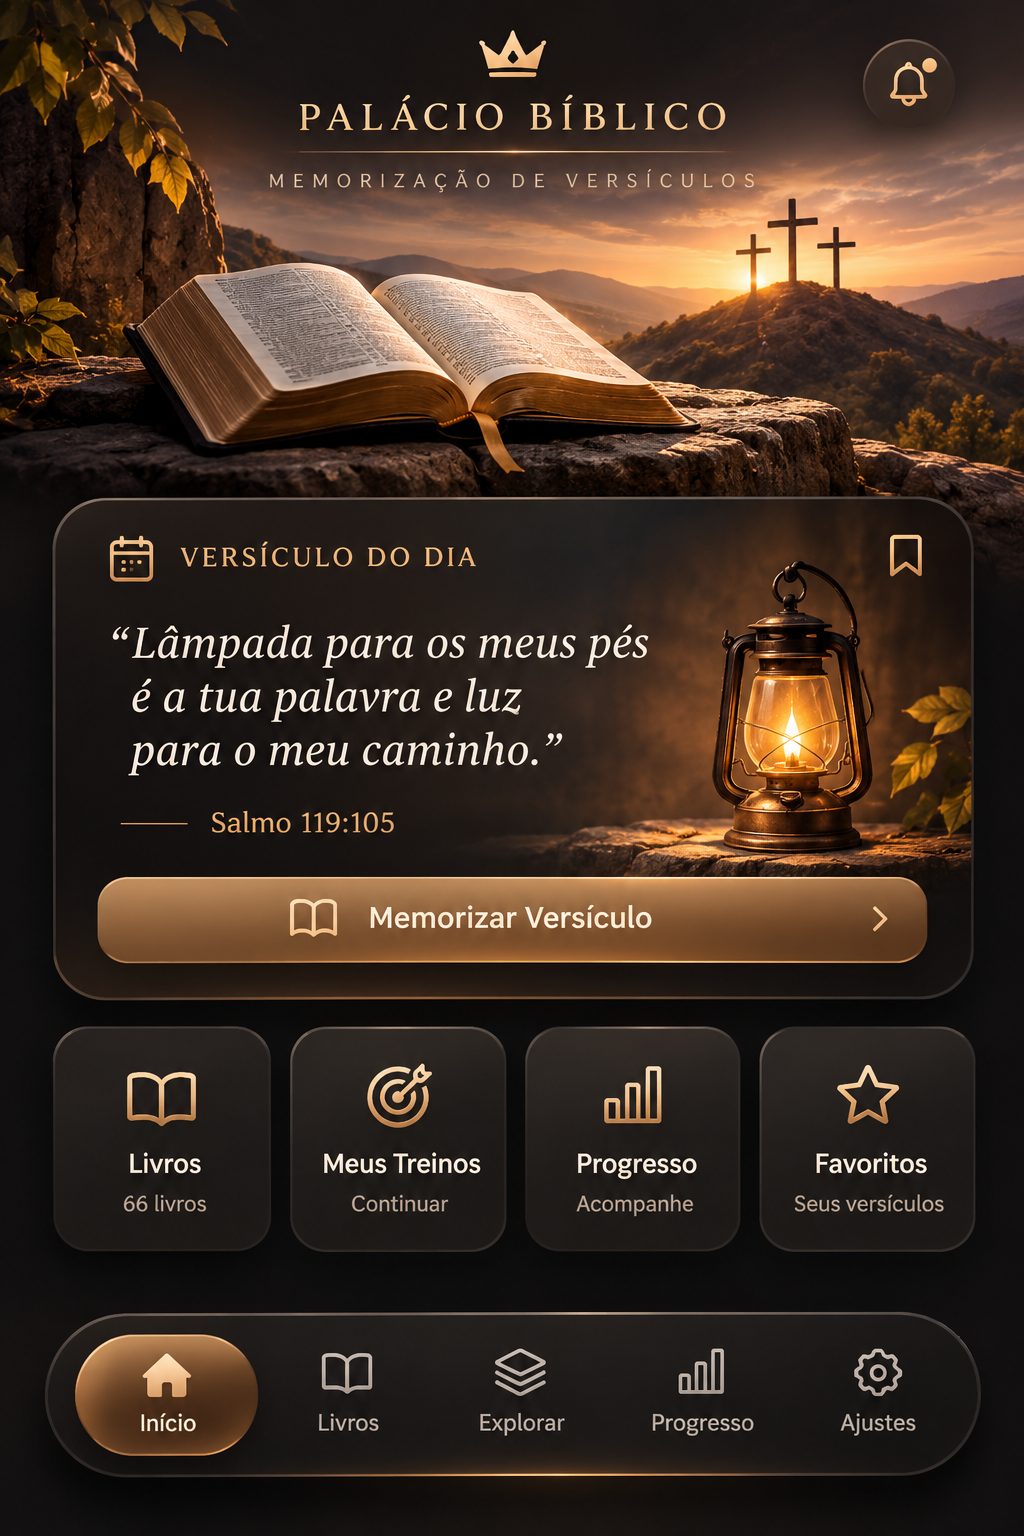 PALÁCIO BÍBLICO
MEMORIZAÇÃO DE VERSÍCULOS
VERSÍCULO DO DIA
“Lâmpada para os meus pés
é a tua palavra e luz
para o meu caminho.”
Salmo 119:105
Memorizar Versículo
Livros
66 livros
Meus Treinos
Continuar
Progresso
Acompanhe
Favoritos
Seus versículos
Início
Livros
Explorar
Progresso
Ajustes